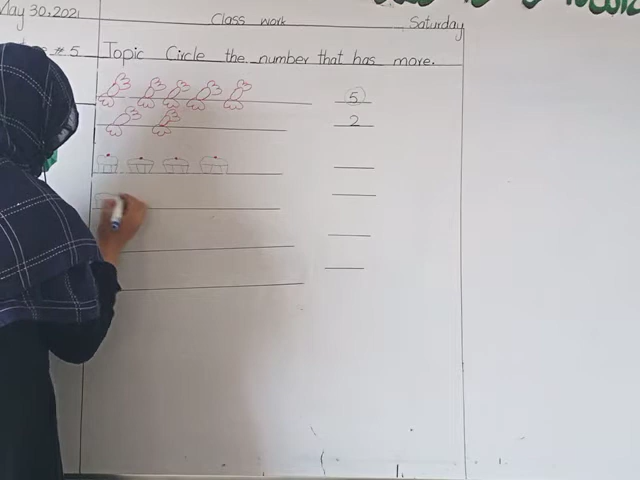 May 30, 2021 Class work Saturday
# 5 Topic Circle the number that has more.
5
2